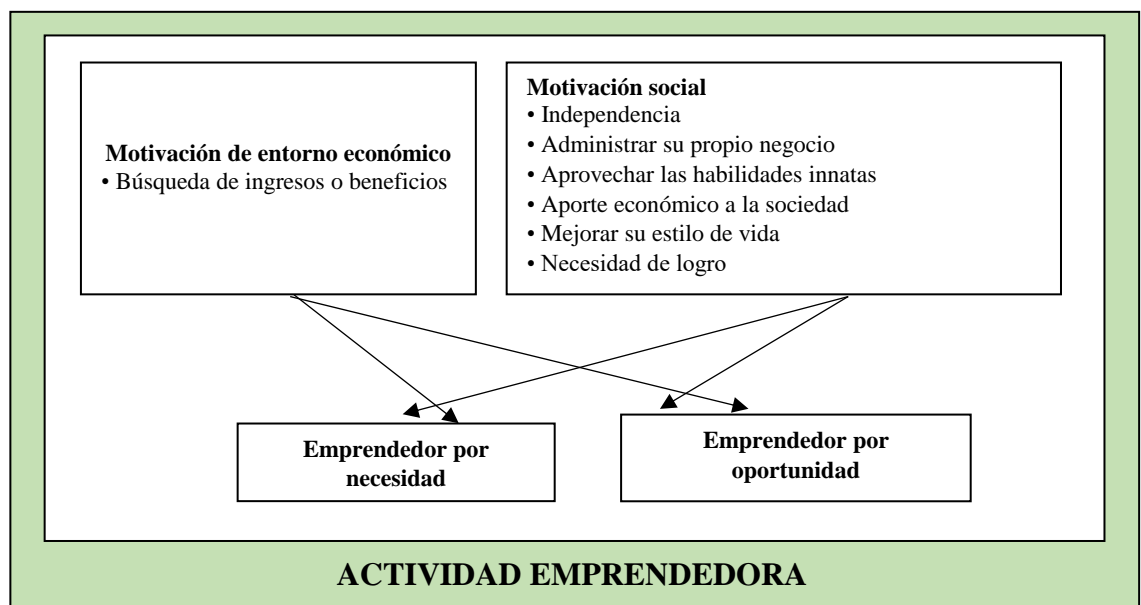 Motivación de entorno económico
• Búsqueda de ingresos o beneficios
Motivación social
• Independencia
• Administrar su propio negocio
• Aprovechar las habilidades innatas
• Aporte económico a la sociedad
• Mejorar su estilo de vida
• Necesidad de logro
Emprendedor por
necesidad
Emprendedor por
oportunidad
ACTIVIDAD EMPRENDEDORA